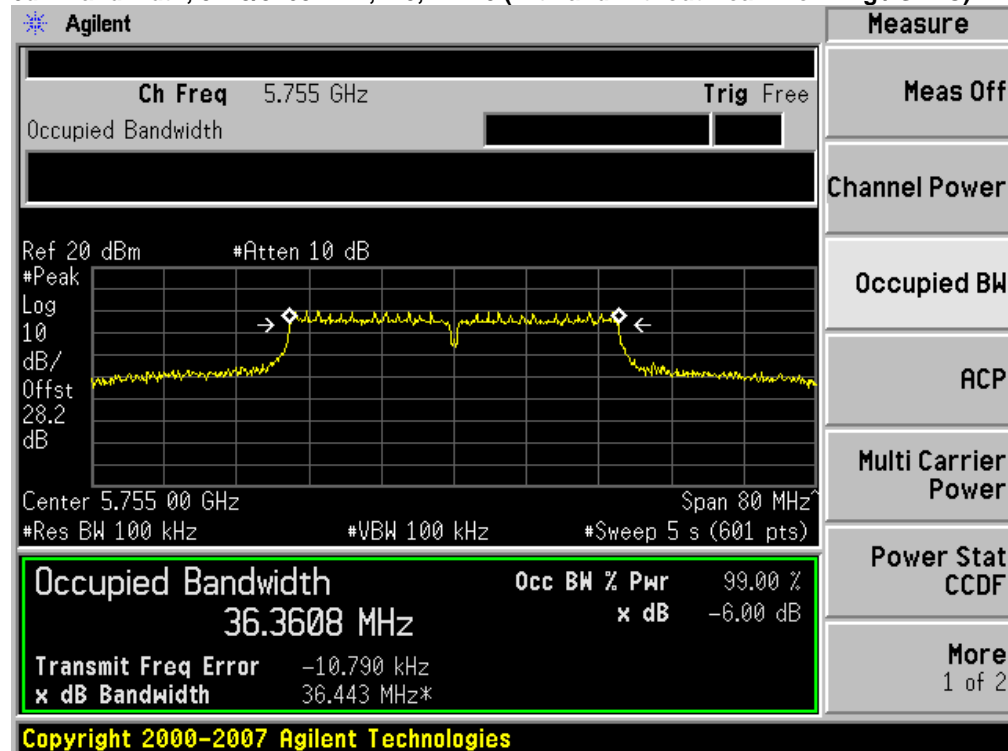 Agilent
Measure
Ch Freq 5.755 GHz Trig Free
Occupied Bandwidth
Meas Off
Channel Power
Occupied BW
ACP
Multi Carrier
Power
Power Stat
CCDF
More
1 of 2
Ref 20 dBm #Atten 10 dB
#Peak
Log
10
dB/
Offst
28.2
dB
Center 5.755 00 GHz Span 80 MHz^
#Res BW 100 kHz #VBW 100 kHz #Sweep 5 s (601 pts)
Occupied Bandwidth Occ BW % Pwr 99.00 %
36.3608 MHz x dB -6.00 dB
Transmit Freq Error -10.790 kHz
x dB Bandwidth 36.443 MHz*
Copyright 2000-2007 Agilent Technologies